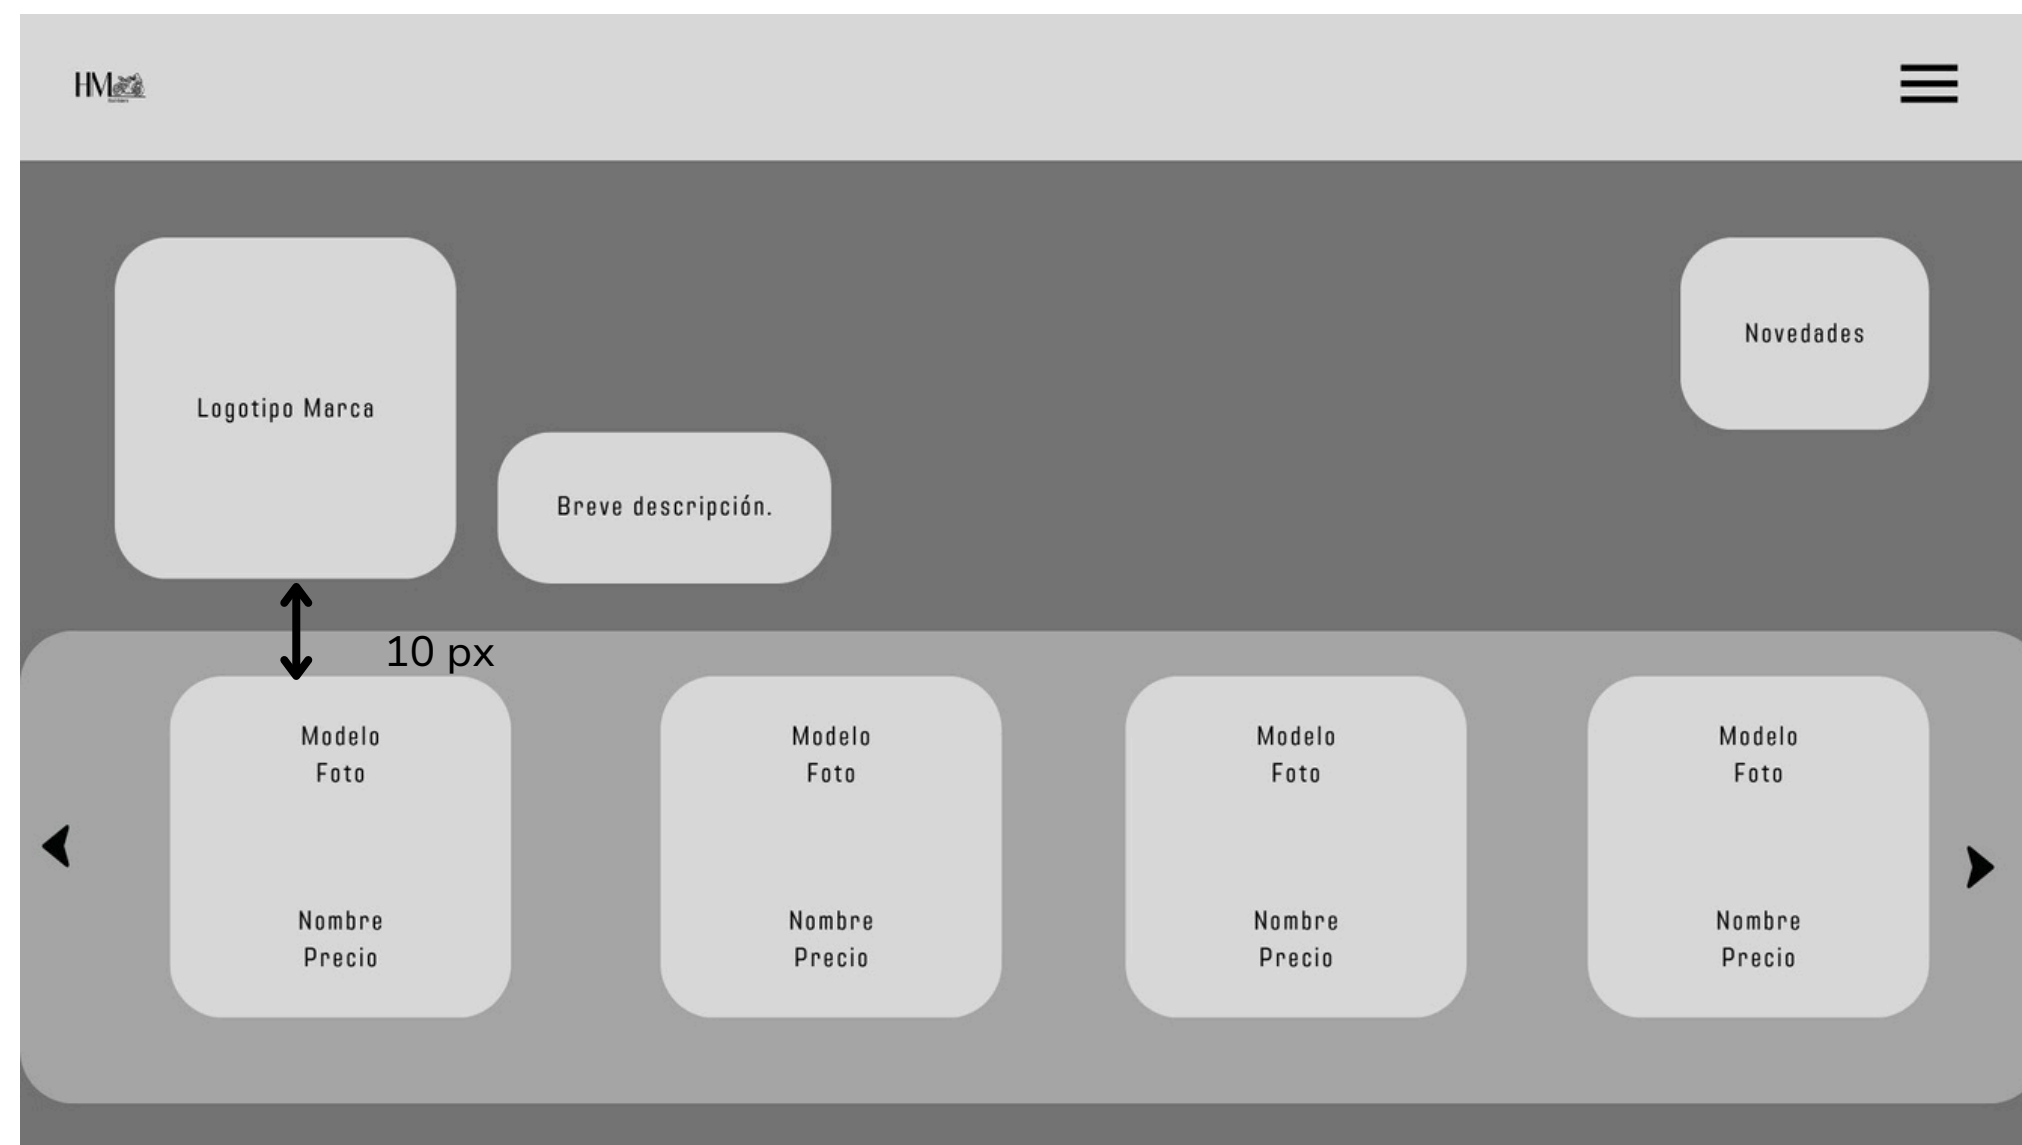 HM
Novedades
Logotipo Marca
Breve descripción.
10 px
Modelo
Foto
Nombre
Precio
Modelo
Foto
Nombre
Precio
Modelo
Foto
Nombre
Precio
Modelo
Foto
Nombre
Precio